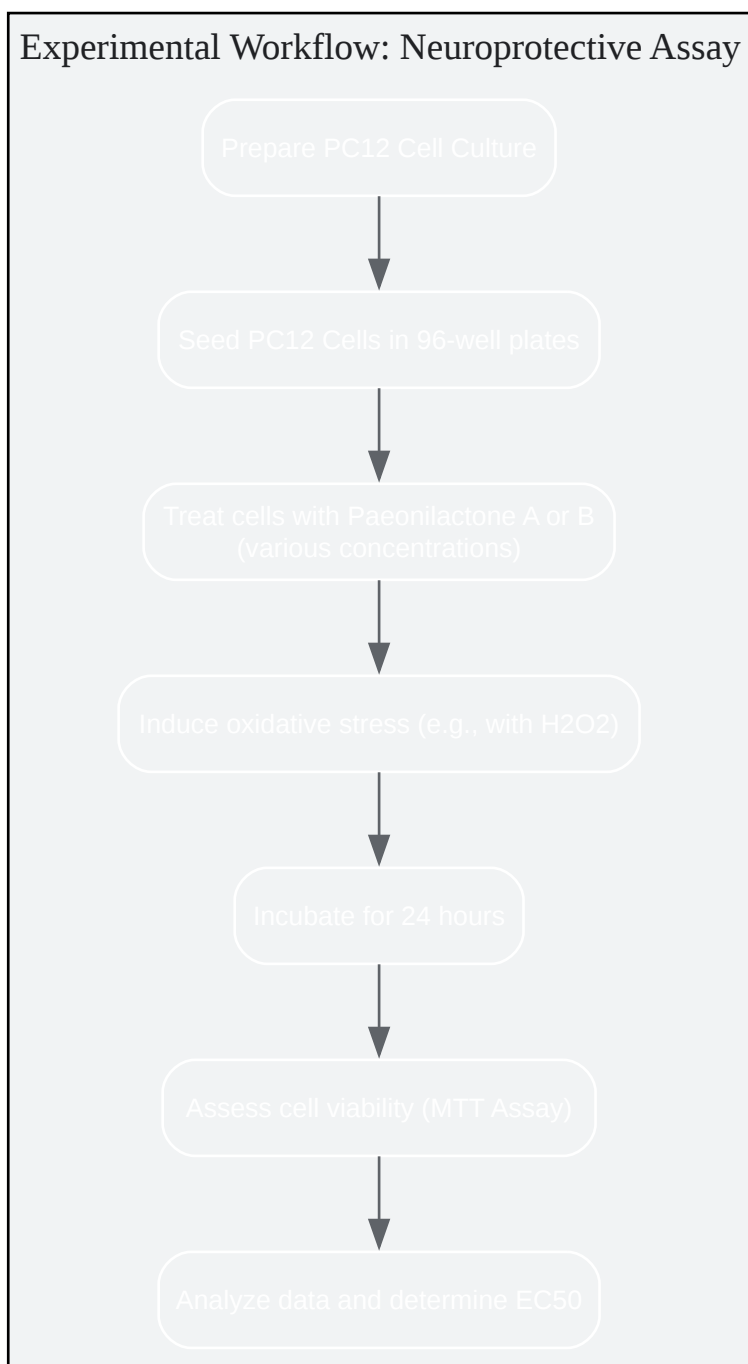 Experimental Workflow: Neuroprotective Assay
Prepare PC12 Cell Culture
Seed PC12 Cells in 96-well plates
Treat cells with Paeonilactone A or B
(various concentrations)
Induce oxidative stress (e.g., with H2O2)
Incubate for 24 hours
Assess cell viability (MTT Assay)
Analyze data and determine EC50